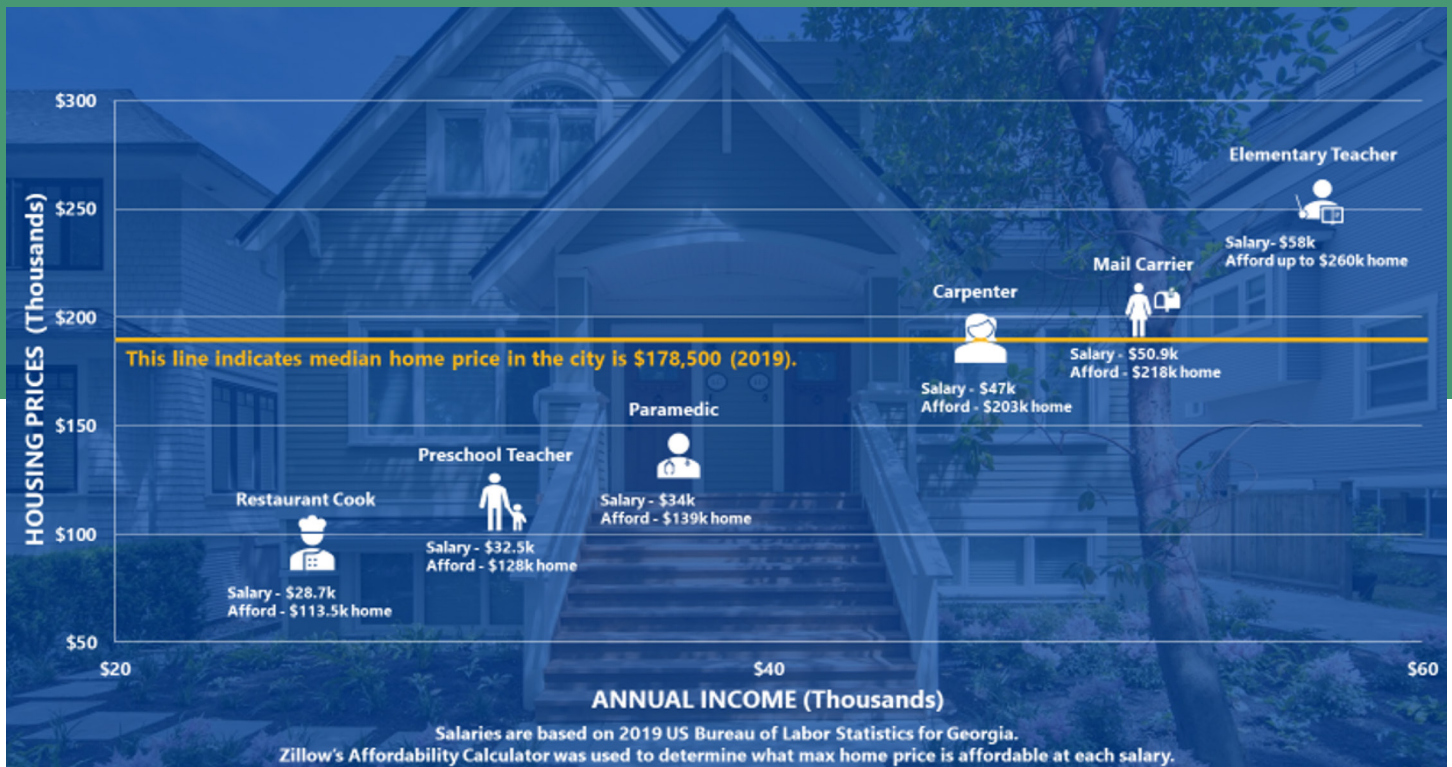 $300
Elementary Teacher
$250
Salary- $58k
Afford up to $260k home
Mail Carrier
Carpenter
$200
This line indicates median home price in the city is $178,500 (2019).
Salary - $50.9k
Afford - $218k home
Salary - $47k
Afford - $203k home
Paramedic
$150
Preschool Teacher
Salary - $34k
Afford - $139k home
Restaurant Cook
$100
Salary - $32.5k
Afford - $128k home
Salary - $28.7k
Afford - $113.5k home
$50
HOUSING PRICES (Thousands)
$20
$40
$60
ANNUAL INCOME (Thousands)
Salaries are based on 2019 US Bureau of Labor Statistics for Georgia.
Zillow's Affordability Calculator was used to determine what max home price is affordable at each salary.